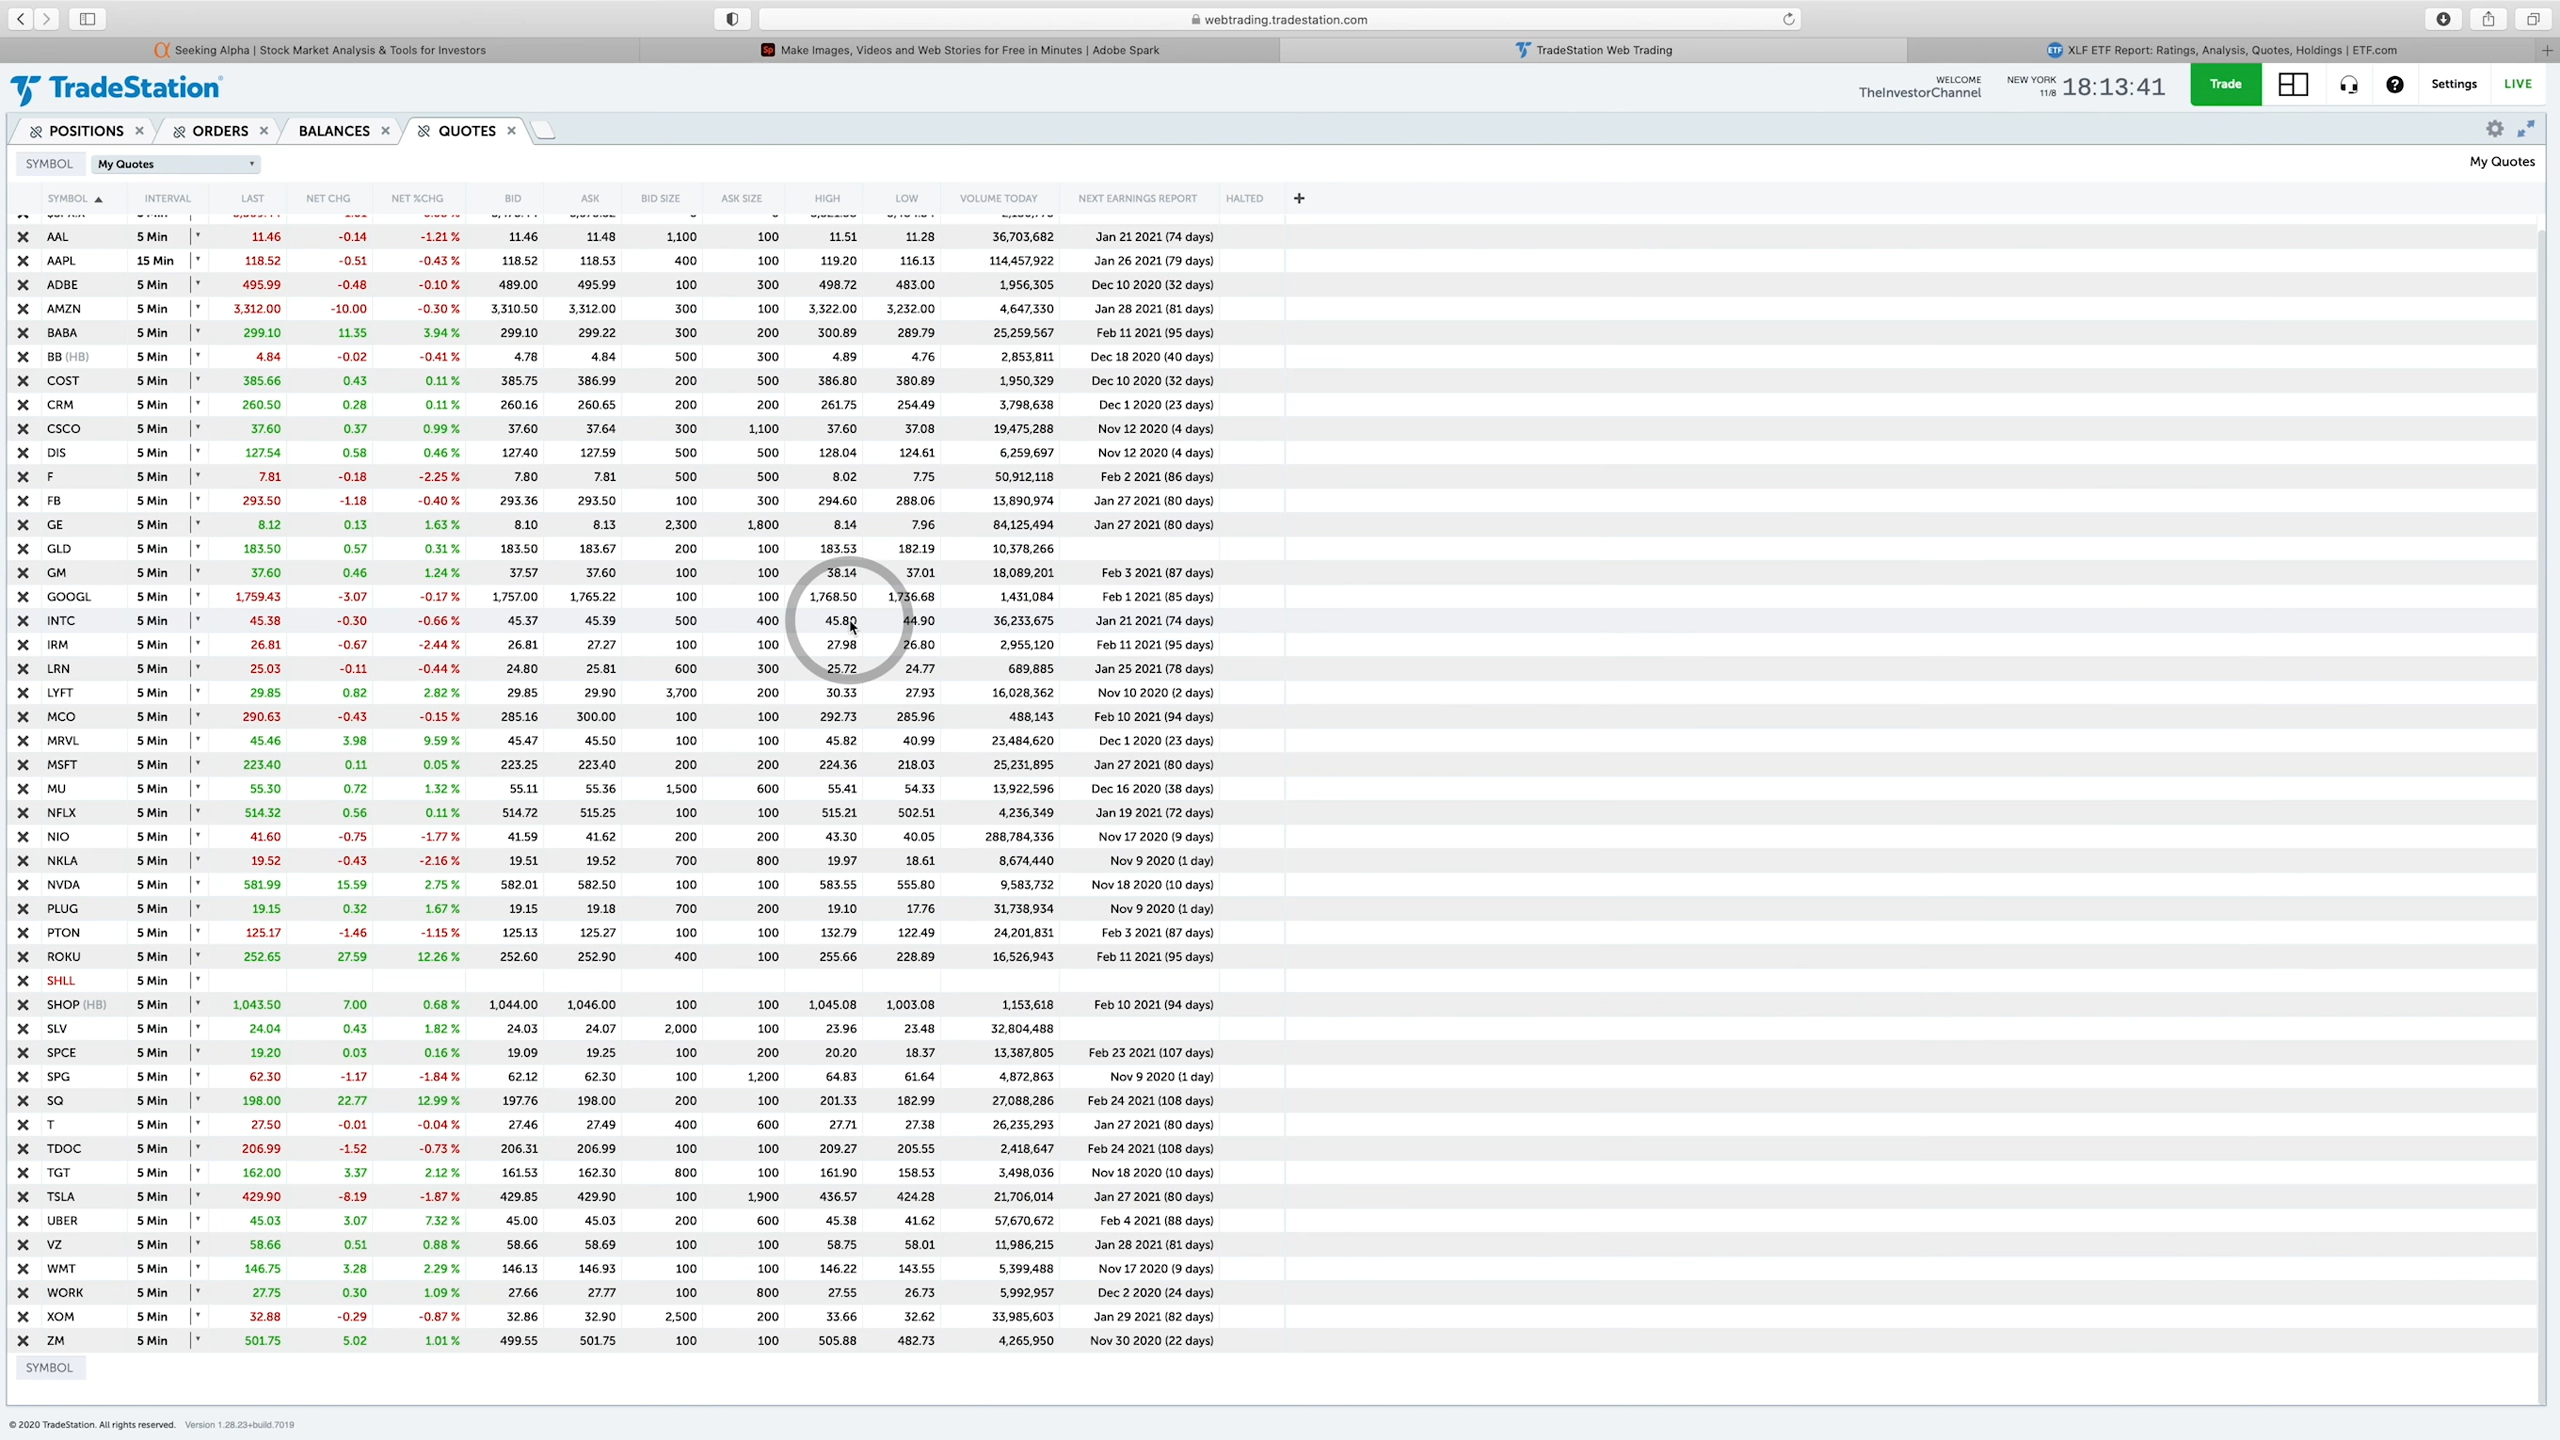 webtrading.tradestation.com
Seeking Alpha | Stock Market Analysis & Tools for Investors
Sp Make Images, Videos and Web Stories for Free in Minutes | Adobe Spark
TradeStation Web Trading
ETF XLF ETF Report: Ratings, Analysis, Quotes, Holdings | ETF.com
TradeStation
WELCOME
TheInvestorChannel
NEW YORK
11/8
18:13:41
Trade
Settings
LIVE
POSITIONS
ORDERS
BALANCES
QUOTES
SYMBOL My Quotes
My Quotes
SYMBOL INTERVAL LAST NET CHG NET %CHG BID ASK BID SIZE ASK SIZE HIGH LOW VOLUME TODAY NEXT EARNINGS REPORT HALTED
AAL 5 Min 11.46 -0.14 -1.21 % 11.46 11.48 1,100 100 11.51 11.28 36,703,682 Jan 21 2021 (74 days)
AAPL 15 Min 118.52 -0.51 -0.43 % 118.52 118.53 400 100 119.20 116.13 114,457,922 Jan 26 2021 (79 days)
ADBE 5 Min 495.99 -0.48 -0.10 % 489.00 495.99 100 300 498.72 483.00 1,956,305 Dec 10 2020 (32 days)
AMZN 5 Min 3,312.00 -10.00 -0.30 % 3,310.50 3,312.00 300 100 3,322.00 3,232.00 4,647,330 Jan 28 2021 (81 days)
BABA 5 Min 299.10 11.35 3.94 % 299.10 299.22 300 200 300.89 289.79 25,259,567 Feb 11 2021 (95 days)
BB (HB) 5 Min 4.84 -0.02 -0.41 % 4.78 4.84 500 300 4.89 4.76 2,853,811 Dec 18 2020 (40 days)
COST 5 Min 385.66 0.43 0.11 % 385.75 386.99 200 500 386.80 380.89 1,950,329 Dec 10 2020 (32 days)
CRM 5 Min 260.50 0.28 0.11 % 260.16 260.65 200 200 261.75 254.49 3,798,638 Dec 1 2020 (23 days)
CSCO 5 Min 37.60 0.37 0.99 % 37.60 37.64 300 1,100 37.60 37.08 19,475,288 Nov 12 2020 (4 days)
DIS 5 Min 127.54 0.58 0.46 % 127.40 127.59 500 500 128.04 124.61 6,259,697 Nov 12 2020 (4 days)
F 5 Min 7.81 -0.18 -2.25 % 7.80 7.81 500 500 8.02 7.75 50,912,118 Feb 2 2021 (86 days)
FB 5 Min 293.50 -1.18 -0.40 % 293.36 293.50 100 300 294.60 288.06 13,890,974 Jan 27 2021 (80 days)
GE 5 Min 8.12 0.13 1.63 % 8.10 8.13 2,300 1,800 8.14 7.96 84,125,494 Jan 27 2021 (80 days)
GLD 5 Min 183.50 0.57 0.31 % 183.50 183.67 200 100 183.53 182.19 10,378,266
GM 5 Min 37.60 0.46 1.24 % 37.57 37.60 100 100 38.14 37.01 18,089,201 Feb 3 2021 (87 days)
GOOGL 5 Min 1,759.43 -3.07 -0.17 % 1,757.00 1,765.22 100 100 1,768.50 1,736.68 1,431,084 Feb 1 2021 (85 days)
INTC 5 Min 45.38 -0.30 -0.66 % 45.37 45.39 500 400 45.80 44.90 36,233,675 Jan 21 2021 (74 days)
IRM 5 Min 26.81 -0.67 -2.44 % 26.81 27.27 100 100 27.98 26.80 2,955,120 Feb 11 2021 (95 days)
LRN 5 Min 25.03 -0.11 -0.44 % 24.80 25.81 600 300 25.72 24.77 689,885 Jan 25 2021 (78 days)
LYFT 5 Min 29.85 0.82 2.82 % 29.85 29.90 3,700 200 30.33 27.93 16,028,362 Nov 10 2020 (2 days)
MCO 5 Min 290.63 -0.43 -0.15 % 285.16 300.00 100 100 292.73 285.96 488,143 Feb 10 2021 (94 days)
MRVL 5 Min 45.46 3.98 9.59 % 45.47 45.50 100 100 45.82 40.99 23,484,620 Dec 1 2020 (23 days)
MSFT 5 Min 223.40 0.11 0.05 % 223.25 223.40 200 200 224.36 218.03 25,231,895 Jan 27 2021 (80 days)
MU 5 Min 55.30 0.72 1.32 % 55.11 55.36 1,500 600 55.41 54.33 13,922,596 Dec 16 2020 (38 days)
NFLX 5 Min 514.32 0.56 0.11 % 514.72 515.25 100 100 515.21 502.51 4,236,349 Jan 19 2021 (72 days)
NIO 5 Min 41.60 -0.75 -1.77 % 41.59 41.62 200 200 43.30 40.05 288,784,336 Nov 17 2020 (9 days)
NKLA 5 Min 19.52 -0.43 -2.16 % 19.51 19.52 700 800 19.97 18.61 8,674,440 Nov 9 2020 (1 day)
NVDA 5 Min 581.99 15.59 2.75 % 582.01 582.50 100 100 583.55 555.80 9,583,732 Nov 18 2020 (10 days)
PLUG 5 Min 19.15 0.32 1.67 % 19.15 19.18 700 200 19.10 17.76 31,738,934 Nov 9 2020 (1 day)
PTON 5 Min 125.17 -1.46 -1.15 % 125.13 125.27 100 100 132.79 122.49 24,201,831 Feb 3 2021 (87 days)
ROKU 5 Min 252.65 27.59 12.26 % 252.60 252.90 400 100 255.66 228.89 16,526,943 Feb 11 2021 (95 days)
SHLL 5 Min
SHOP (HB) 5 Min 1,043.50 7.00 0.68 % 1,044.00 1,046.00 100 100 1,045.08 1,003.08 1,153,618 Feb 10 2021 (94 days)
SLV 5 Min 24.04 0.43 1.82 % 24.03 24.07 2,000 100 23.96 23.48 32,804,488
SPCE 5 Min 19.20 0.03 0.16 % 19.09 19.25 100 200 20.20 18.37 13,387,805 Feb 23 2021 (107 days)
SPG 5 Min 62.30 -1.17 -1.84 % 62.12 62.30 100 1,200 64.83 61.64 4,872,863 Nov 9 2020 (1 day)
SQ 5 Min 198.00 22.77 12.99 % 197.76 198.00 200 100 201.33 182.99 27,088,286 Feb 24 2021 (108 days)
T 5 Min 27.50 -0.01 -0.04 % 27.46 27.49 400 600 27.71 27.38 26,235,293 Jan 27 2021 (80 days)
TDOC 5 Min 206.99 -1.52 -0.73 % 206.31 206.99 100 100 209.27 205.55 2,418,647 Feb 24 2021 (108 days)
TGT 5 Min 162.00 3.37 2.12 % 161.53 162.30 800 100 161.90 158.53 3,498,036 Nov 18 2020 (10 days)
TSLA 5 Min 429.90 -8.19 -1.87 % 429.85 429.90 100 1,900 436.57 424.28 21,706,014 Jan 27 2021 (80 days)
UBER 5 Min 45.03 3.07 7.32 % 45.00 45.03 200 600 45.38 41.62 57,670,672 Feb 4 2021 (88 days)
VZ 5 Min 58.66 0.51 0.88 % 58.66 58.69 100 100 58.75 58.01 11,986,215 Jan 28 2021 (81 days)
WMT 5 Min 146.75 3.28 2.29 % 146.13 146.93 100 100 146.22 143.55 5,399,488 Nov 17 2020 (9 days)
WORK 5 Min 27.75 0.30 1.09 % 27.66 27.77 100 800 27.55 26.73 5,992,957 Dec 2 2020 (24 days)
XOM 5 Min 32.88 -0.29 -0.87 % 32.86 32.90 2,500 200 33.66 32.62 33,985,603 Jan 29 2021 (82 days)
ZM 5 Min 501.75 5.02 1.01 % 499.55 501.75 100 100 505.88 482.73 4,265,950 Nov 30 2020 (22 days)
SYMBOL
© 2020 TradeStation. All rights reserved. Version 1.28.23+build.7019